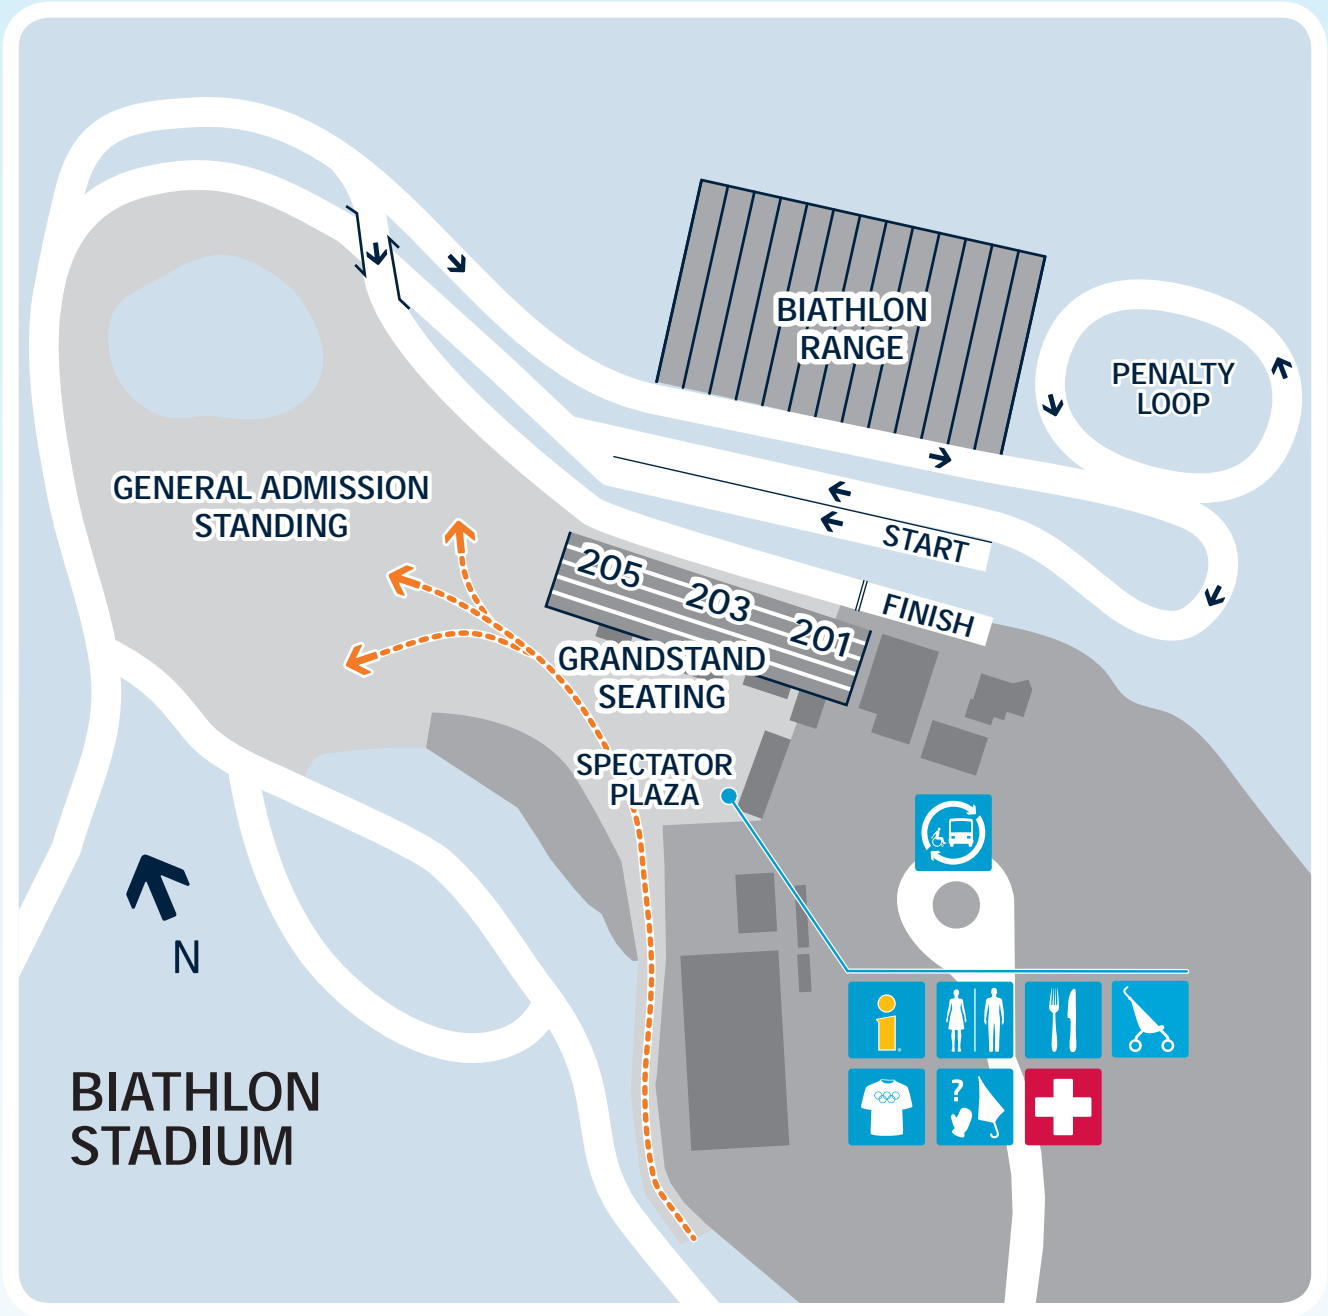 BIATHLON
RANGE
PENALTY
LOOP
GENERAL ADMISSION
STANDING
START
205
203
201
FINISH
GRANDSTAND
SEATING
SPECTATOR
PLAZA
N
i
?
BIATHLON
STADIUM